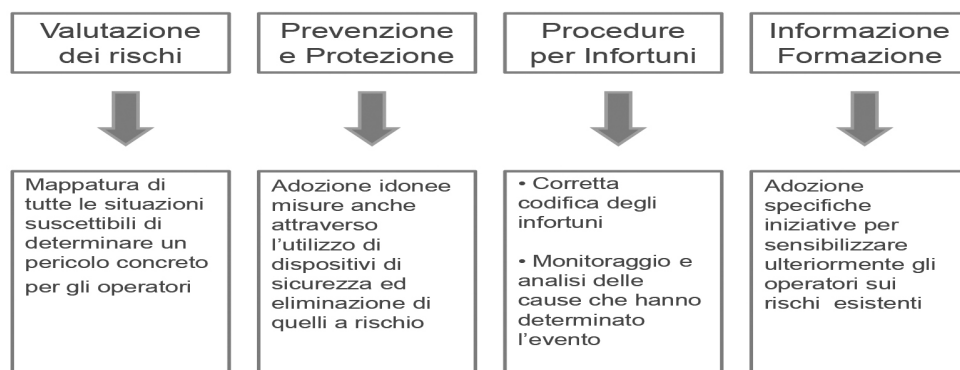 Valutazione
dei rischi
Prevenzione
e Protezione
Procedure
per Infortuni
Informazione
Formazione
Mappatura di
tutte le situazioni
suscettibili di
determinare un
pericolo concreto
per gli operatori
Adozione idonee
misure anche
attraverso
l'utilizzo di
dispositivi di
sicurezza ed
eliminazione di
quelli a rischio
• Corretta
codifica degli
infortuni
• Monitoraggio e
analisi delle
cause che hanno
determinato
l'evento
Adozione
specifiche
iniziative per
sensibilizzare
ulteriormente gli
operatori sui
rischi esistenti